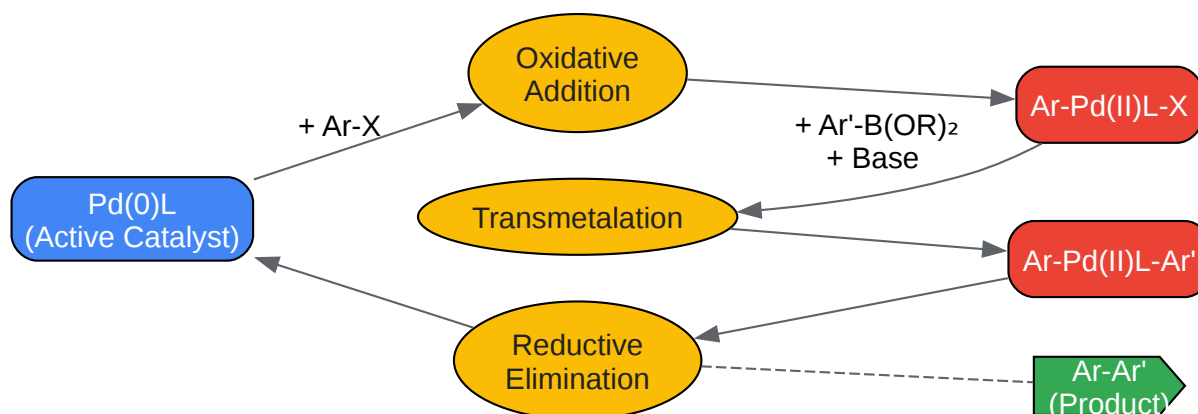 Oxidative
Addition
+ Ar-X
Ar-Pd(II)L-X
+ Ar'-B(OR)₂
+ Base
Pd(0)L
(Active Catalyst)
Transmetalation
Ar-Pd(II)L-Ar'
Reductive
Elimination
Ar-Ar'
(Product)